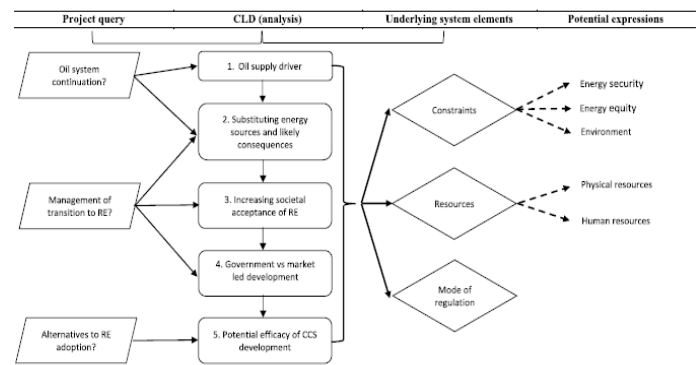 Project query
CLD (analysis)
Underlying system elements
Potential expressions
Oil system
continuation?
1. Oil supply driver
2. Substituting energy
sources and likely
consequences
Management of
transition to RE?
3. Increasing societal
acceptance of RE
4. Government vs market
led development
Alternatives to RE
adoption?
5. Potential efficacy of CCS
development
Constraints
Resources
Mode of
regulation
Energy security
Energy equity
Environment
Physical resources
Human resources